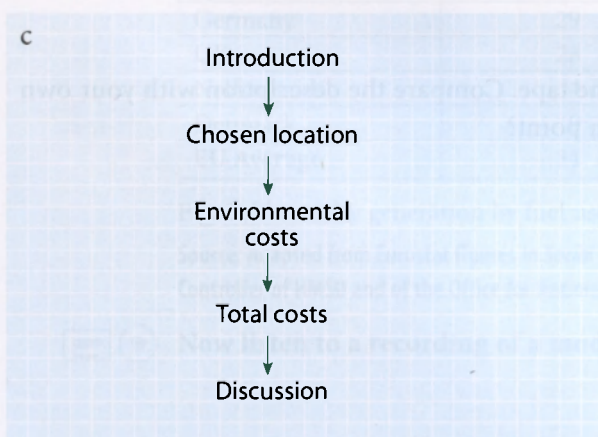 c
Introduction
Chosen location
Environmental
costs
Total costs
Discussion